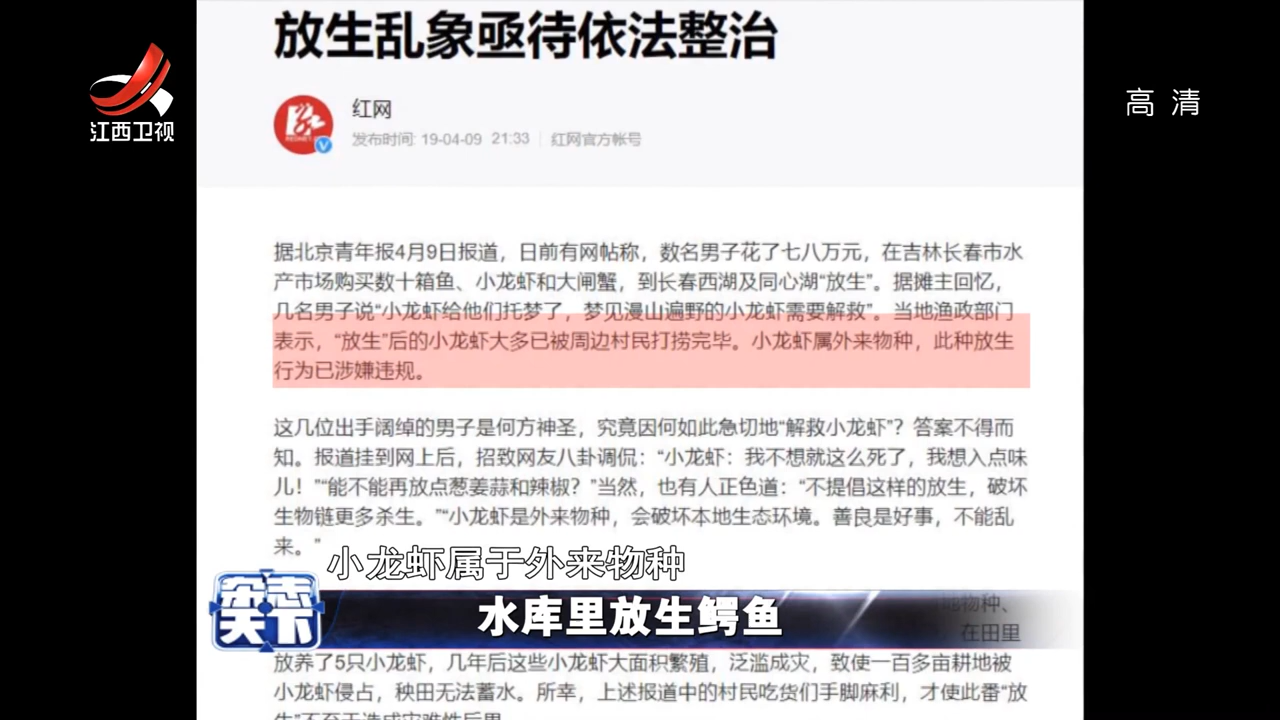 放生乱象亟待依法整治
江西卫视
高清
红网
发布时间: 19-04-09 21:33 红网官方帐号
据北京青年报4月9日报道，日前有网帖称，数名男子花了七八万元，在吉林长春市水
产市场购买数十箱鱼、小龙虾和大闸蟹，到长春西湖及同心湖“放生”。据摊主回忆，
几名男子说“小龙虾给他们托梦了，梦见漫山遍野的小龙虾需要解救”。当地渔政部门
表示，“放生”后的小龙虾大多已被周边村民打捞完毕。小龙虾属外来物种，此种放生
行为已涉嫌违规。
这几位出手阔绰的男子是何方神圣，究竟因何如此急切地“解救小龙虾”？答案不得而
知。报道挂到网上后，招致网友八卦调侃：“小龙虾：我不想就这么死了，我想入点味
儿！”“能不能再放点葱姜蒜和辣椒？”当然，也有人正色道：“不提倡这样的放生，破坏
生物链更多杀生。”“小龙虾是外来物种，会破坏本地生态环境。善良是好事，不能乱
来。”
小龙虾属于外来物种
杂志天下
水库里放生鳄鱼
物种、
在田里
放养了5只小龙虾，几年后这些小龙虾大面积繁殖，泛滥成灾，致使一百多亩耕地被
小龙虾侵占，秧田无法蓄水。所幸，上述报道中的村民吃货们手脚麻利，才使此番“放
生”不至于造成灾难性后果